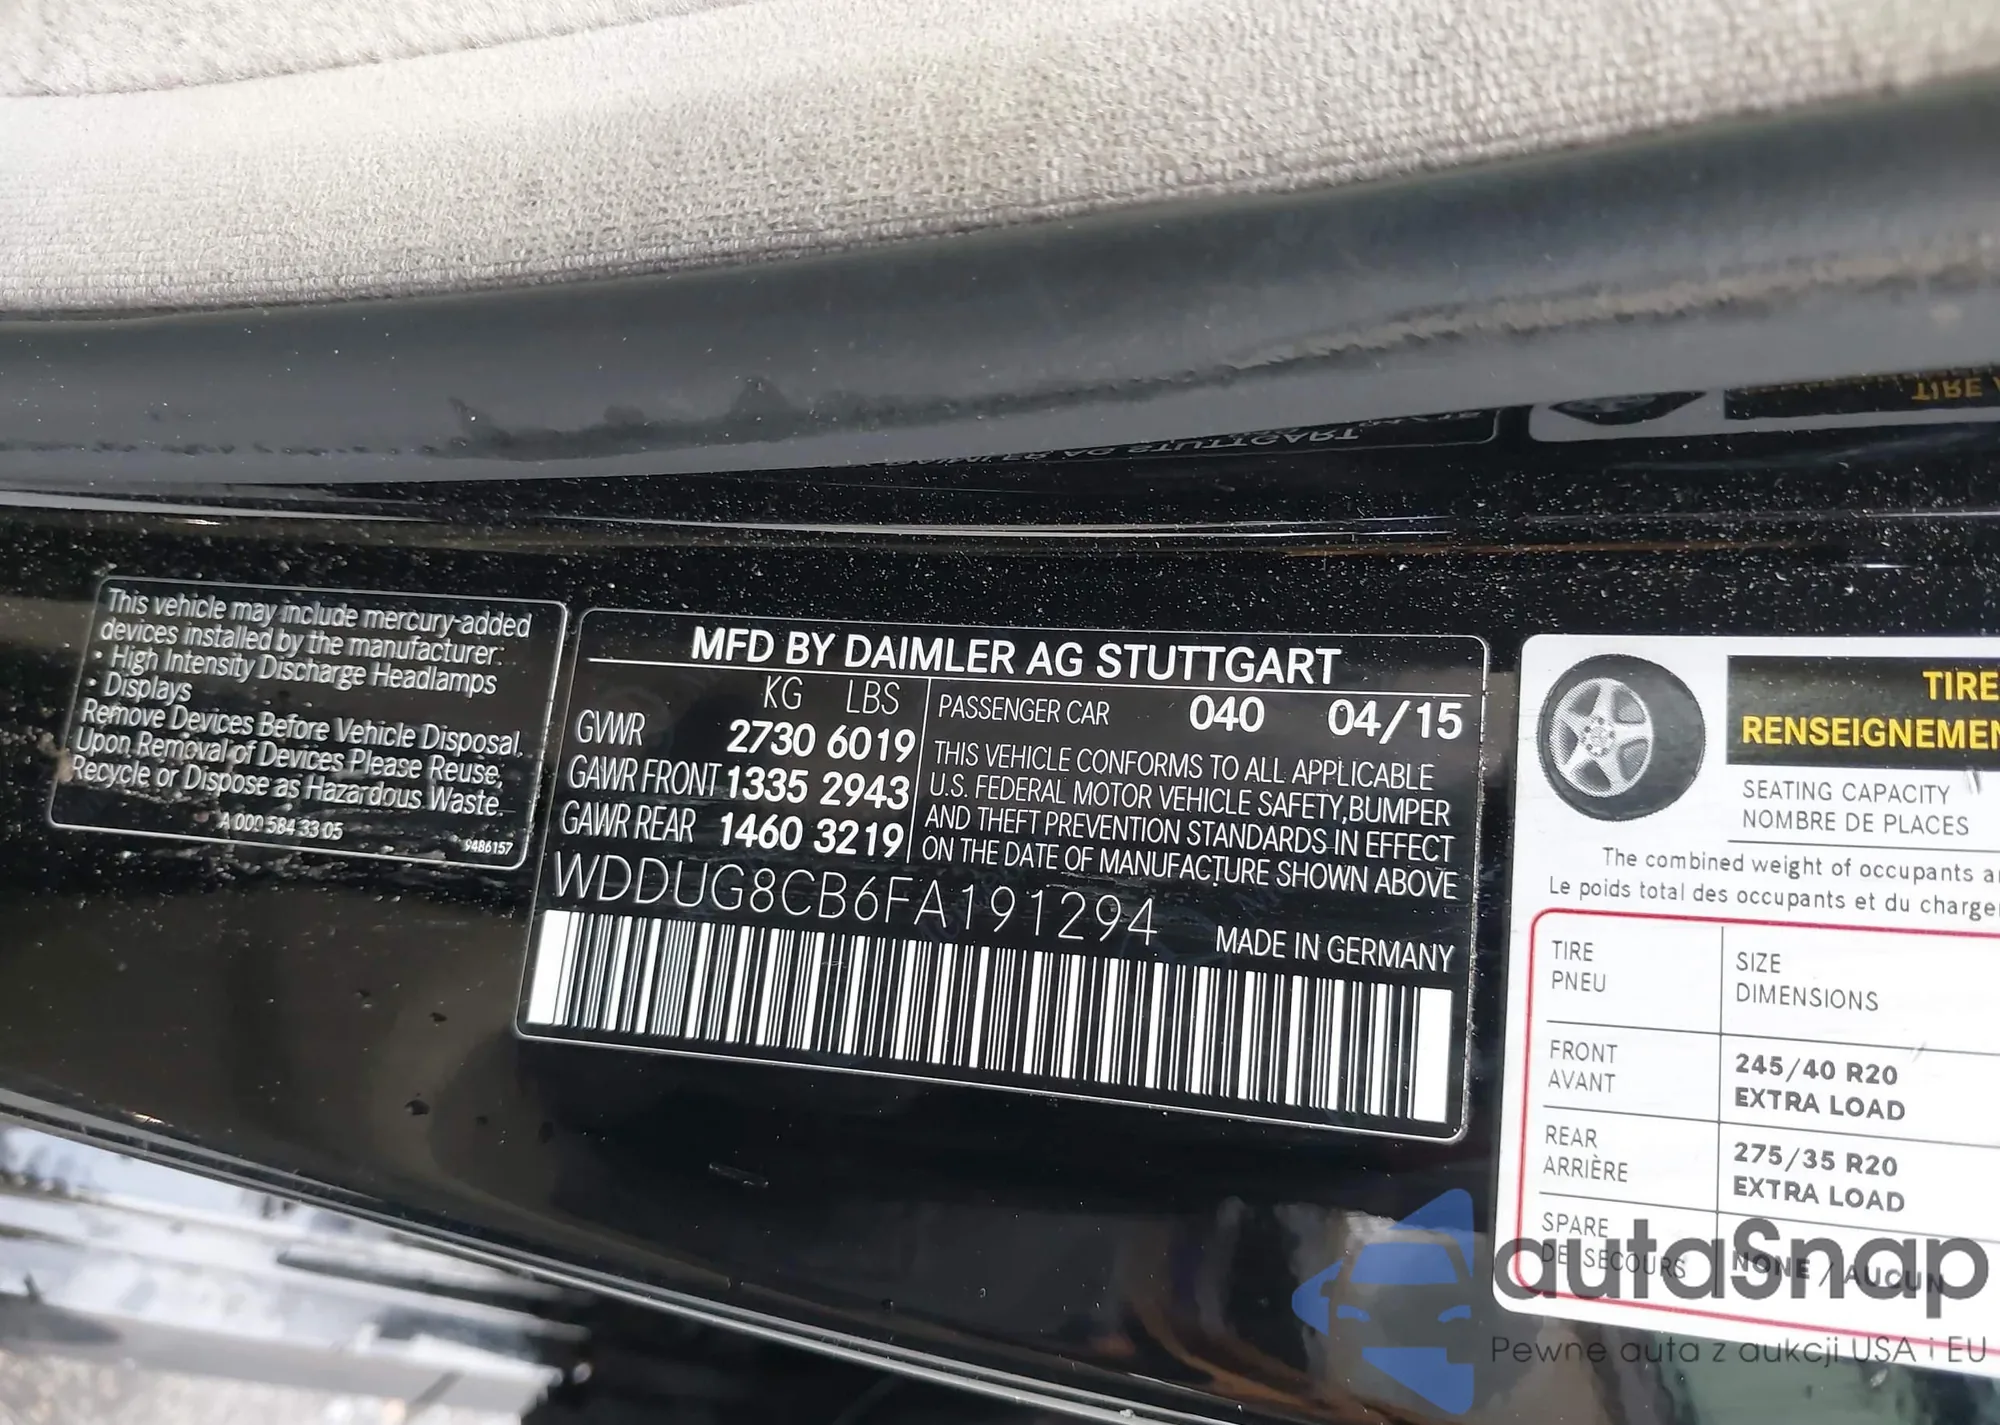 This vehicle may include mercury-added
devices installed by the manufacturer:
• High Intensity Discharge Headlamps
• Displays
Remove Devices Before Vehicle Disposal.
Upon Removal of Devices Please Reuse,
Recycle or Dispose as Hazardous Waste.
A 000 584 33 05
9486157
MFD BY DAIMLER AG STUTTGART
KG LBS
GVWR 2730 6019
GAWR FRONT 1335 2943
GAWR REAR 1460 3219
PASSENGER CAR 040 04/15
THIS VEHICLE CONFORMS TO ALL APPLICABLE
U.S. FEDERAL MOTOR VEHICLE SAFETY,BUMPER
AND THEFT PREVENTION STANDARDS IN EFFECT
ON THE DATE OF MANUFACTURE SHOWN ABOVE
WDDUG8CB6FA191294
MADE IN GERMANY
TIRE
RENSEIGNEMEN
SEATING CAPACITY
NOMBRE DE PLACES
The combined weight of occupants a
Le poids total des occupants et du charge
TIRE
PNEU
SIZE
DIMENSIONS
FRONT
AVANT
245/40 R20
EXTRA LOAD
REAR
ARRIÈRE
275/35 R20
EXTRA LOAD
SPARE
DE SECOURS
NONE / AUCUN
autaSnap
Pewne auta z aukcji USA i EU